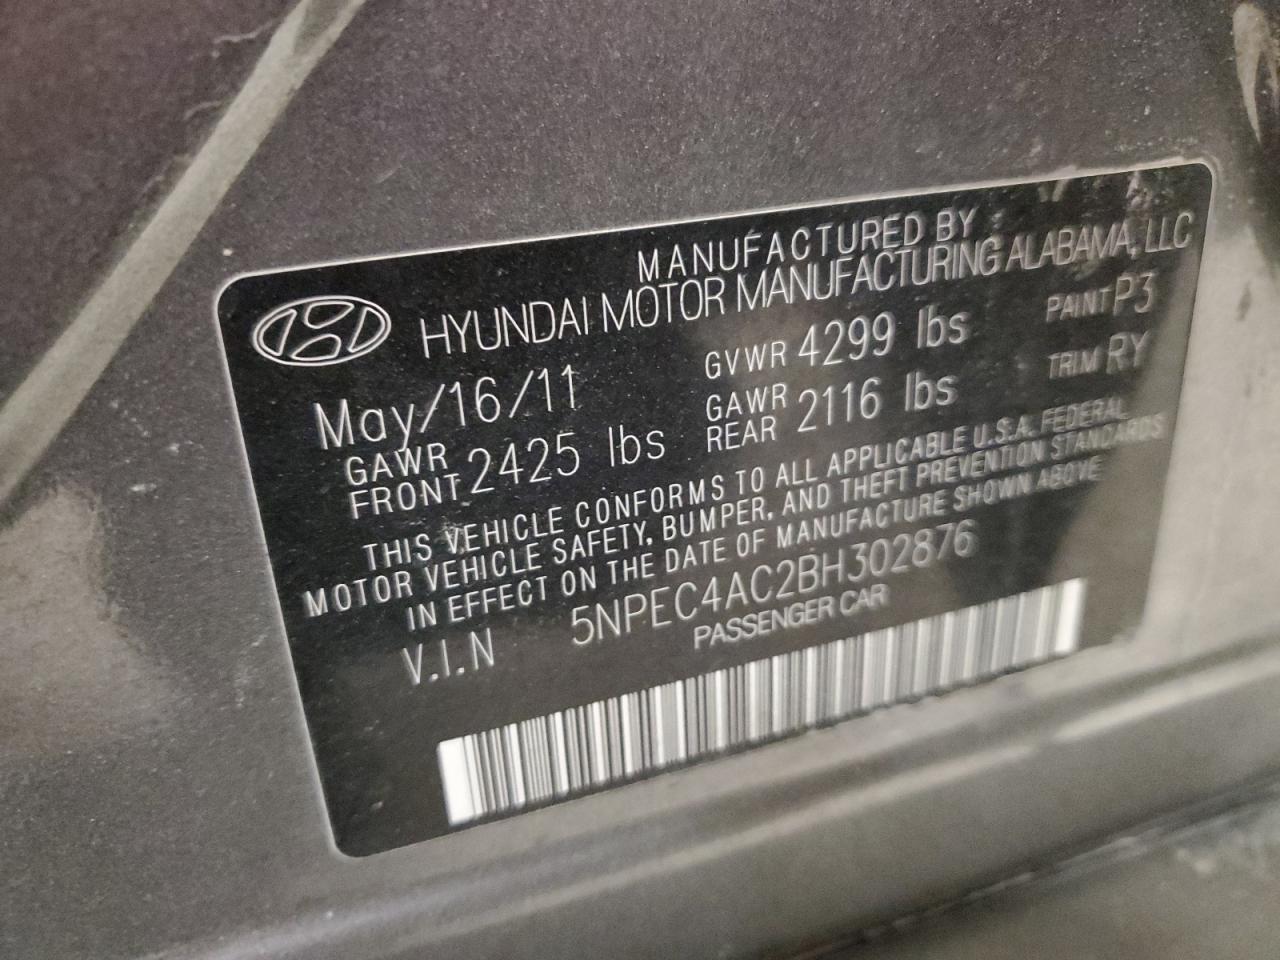 MANUFACTURED BY
HYUNDAI MOTOR MANUFACTURING ALABAMA, LLC
May/16/11 GVWR 4299 lbs PAINT P3
GAWR FRONT 2425 lbs GAWR REAR 2116 lbs TRIM RY
THIS VEHICLE CONFORMS TO ALL APPLICABLE U.S.A. FEDERAL
MOTOR VEHICLE SAFETY, BUMPER, AND THEFT PREVENTION STANDARDS
IN EFFECT ON THE DATE OF MANUFACTURE SHOWN ABOVE
V.I.N 5NPEC4AC2BH302876
PASSENGER CAR